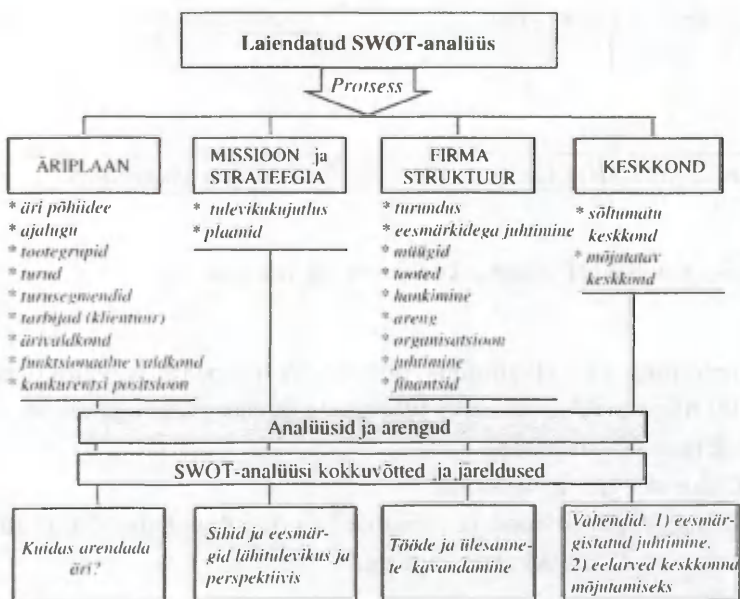 Laiendatud SWOT-analüüs
Protsess
ÄRIPLAAN
* äri põhiidee
* ajalugu
* tootegrupid
* turud
* turusegmendid
* tarbijad (klientuur)
* ärivaldkond
* funktsionaalne valdkond
* konkurentsi positsioon
MISSIOON ja
STRATEEGIA
* tulevikukujutlus
* plaanid
FIRMA
STRUKTUUR
* turundus
* eesmärkidega juhtimine
* müügid
* tooted
* hankimine
* areng
* organisatsioon
* juhtimine
* finantsid
KESKKOND
* sõltumatu
keskkond
* mõjutatav
keskkond
Analüüsid ja arengud
SWOT-analüüsi kokkuvõtted ja järeldused
Kuidas arendada
äri?
Sihid ja eesmär-
gid lähitulevikus ja
perspektiivis
Tööde ja ülesanne-
te kavandamine
Vahendid: 1) eesmär-
gistatud juhtimine,
2) eelarved keskkonna
mõjutamiseks